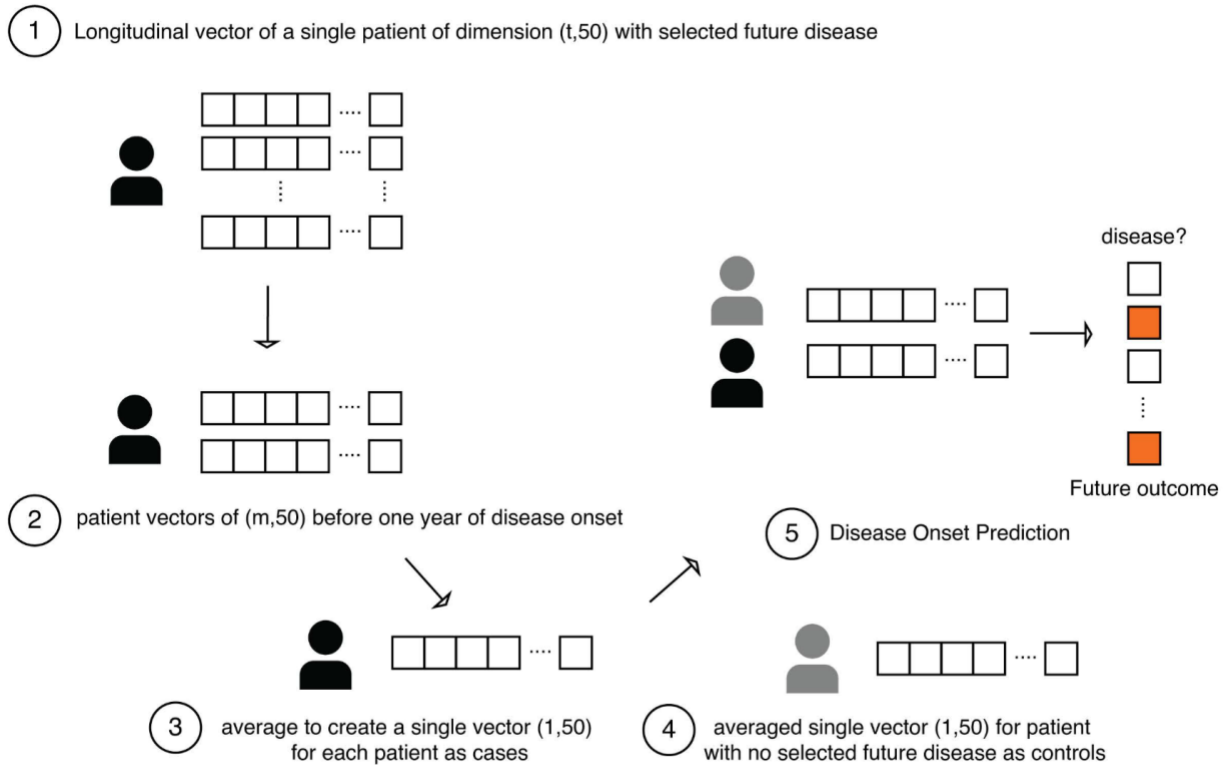 1 Longitudinal vector of a single patient of dimension (t,50) with selected future disease
disease?
Future outcome
2 patient vectors of (m,50) before one year of disease onset
5 Disease Onset Prediction
3 average to create a single vector (1,50)
for each patient as cases
4 averaged single vector (1,50) for patient
with no selected future disease as controls